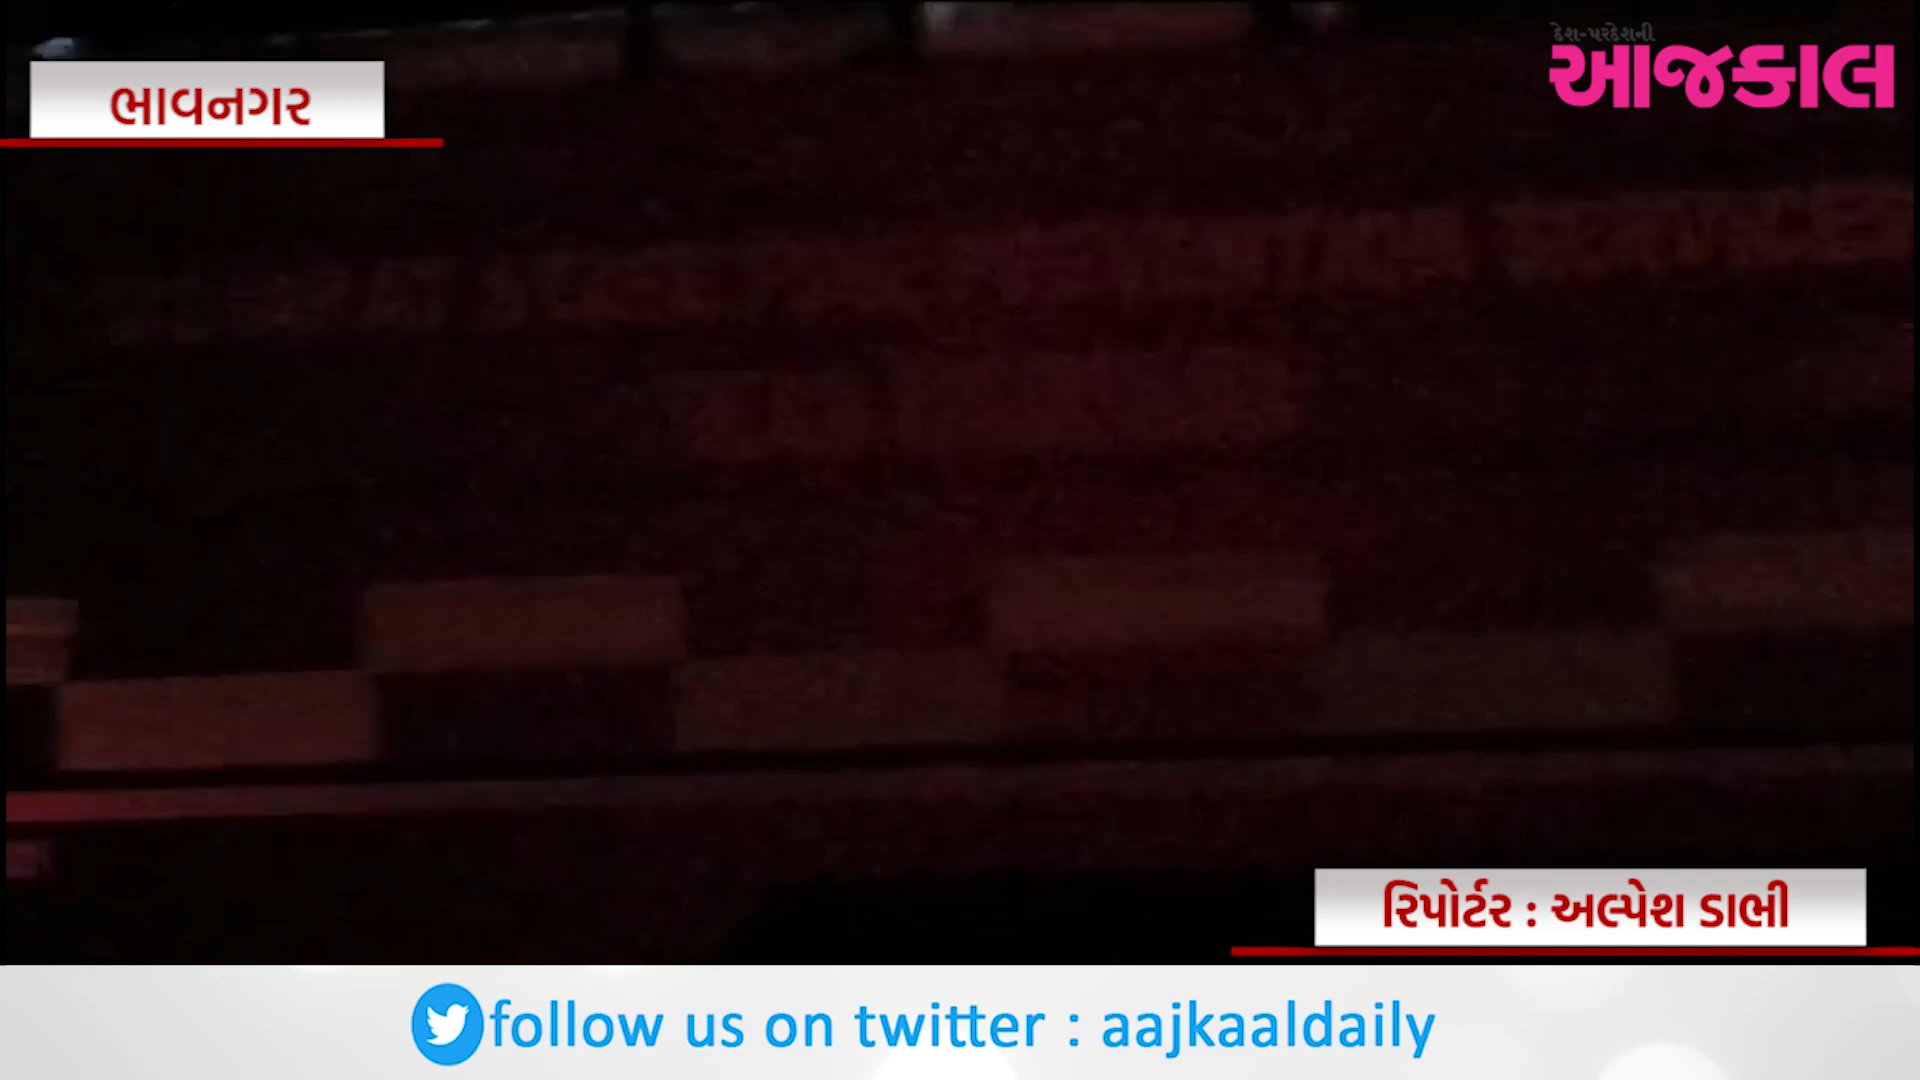 દેશ-પરદેશની
આજકાલ
ભાવનગર
રિપોર્ટર : અલ્પેશ ડાભી
follow us on twitter : aajkaaldaily